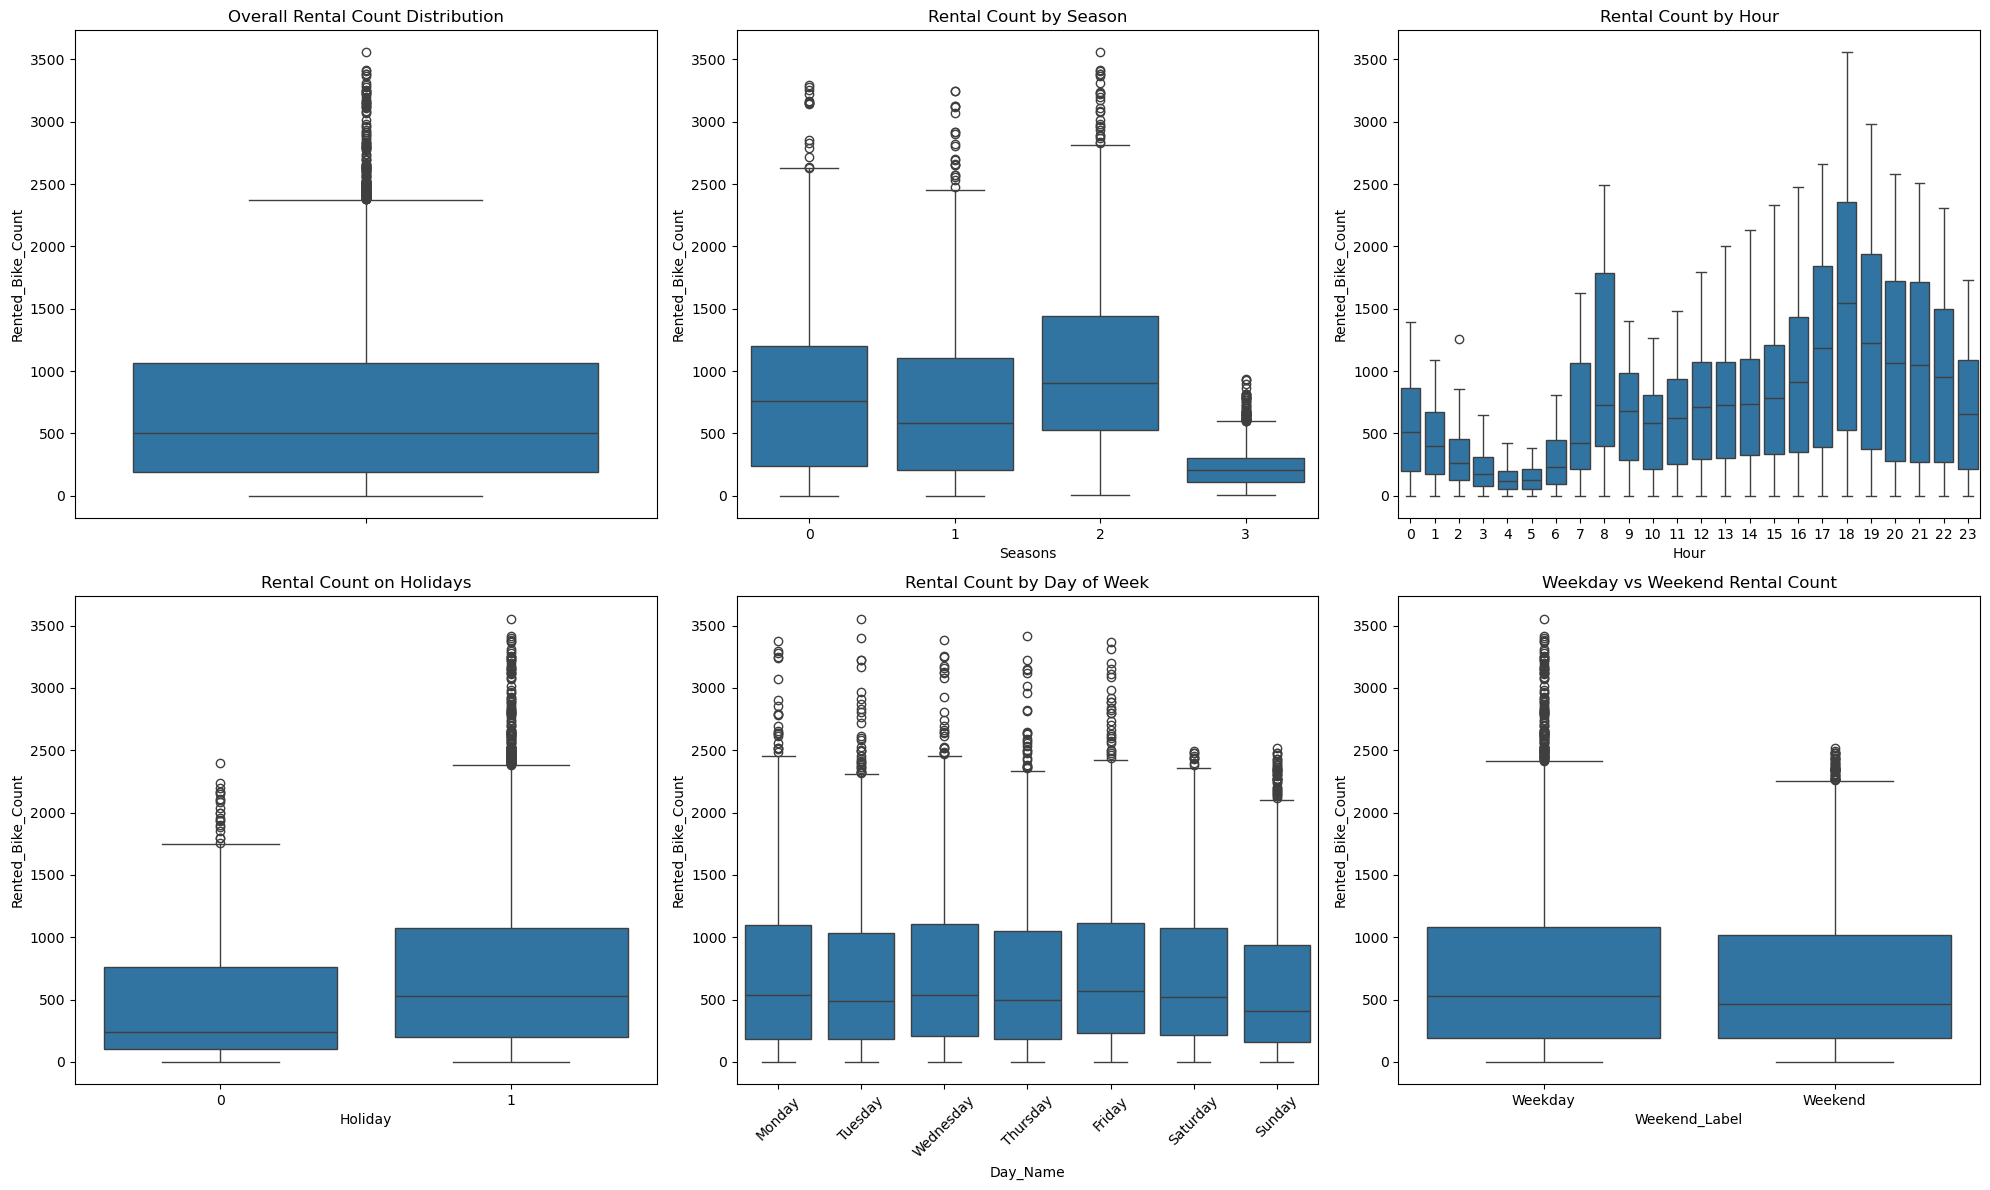 Overall Rental Count Distribution
Rented_Bike_Count
3500
3000
2500
2000
1500
1000
500
0
Rental Count by Season
Rented_Bike_Count
3500
3000
2500
2000
1500
1000
500
0
0 1 2 3
Seasons
Rental Count by Hour
Rented_Bike_Count
3500
3000
2500
2000
1500
1000
500
0
0 1 2 3 4 5 6 7 8 9 10 11 12 13 14 15 16 17 18 19 20 21 22 23
Hour
Rental Count on Holidays
Rented_Bike_Count
3500
3000
2500
2000
1500
1000
500
0
0 1
Holiday
Rental Count by Day of Week
Rented_Bike_Count
3500
3000
2500
2000
1500
1000
500
0
Monday Tuesday Wednesday Thursday Friday Saturday Sunday
Day_Name
Weekday vs Weekend Rental Count
Rented_Bike_Count
3500
3000
2500
2000
1500
1000
500
0
Weekday Weekend
Weekend_Label